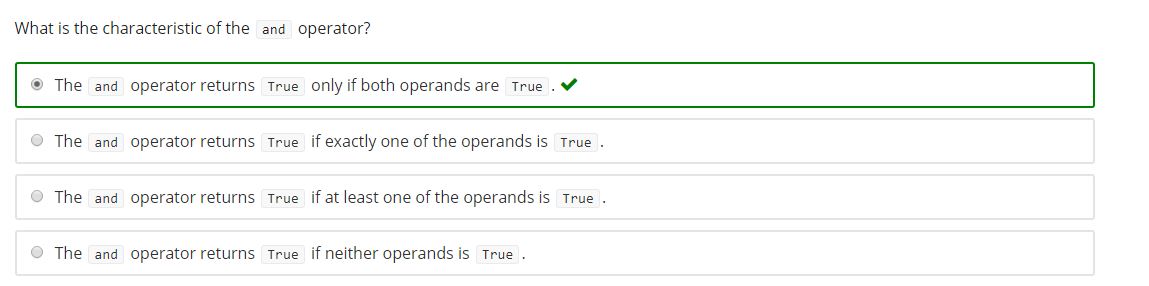 What is the characteristic of the and operator?
The and operator returns True only if both operands are True.
The and operator returns True if exactly one of the operands is True.
The and operator returns True if at least one of the operands is True.
The and operator returns True if neither operands is True.